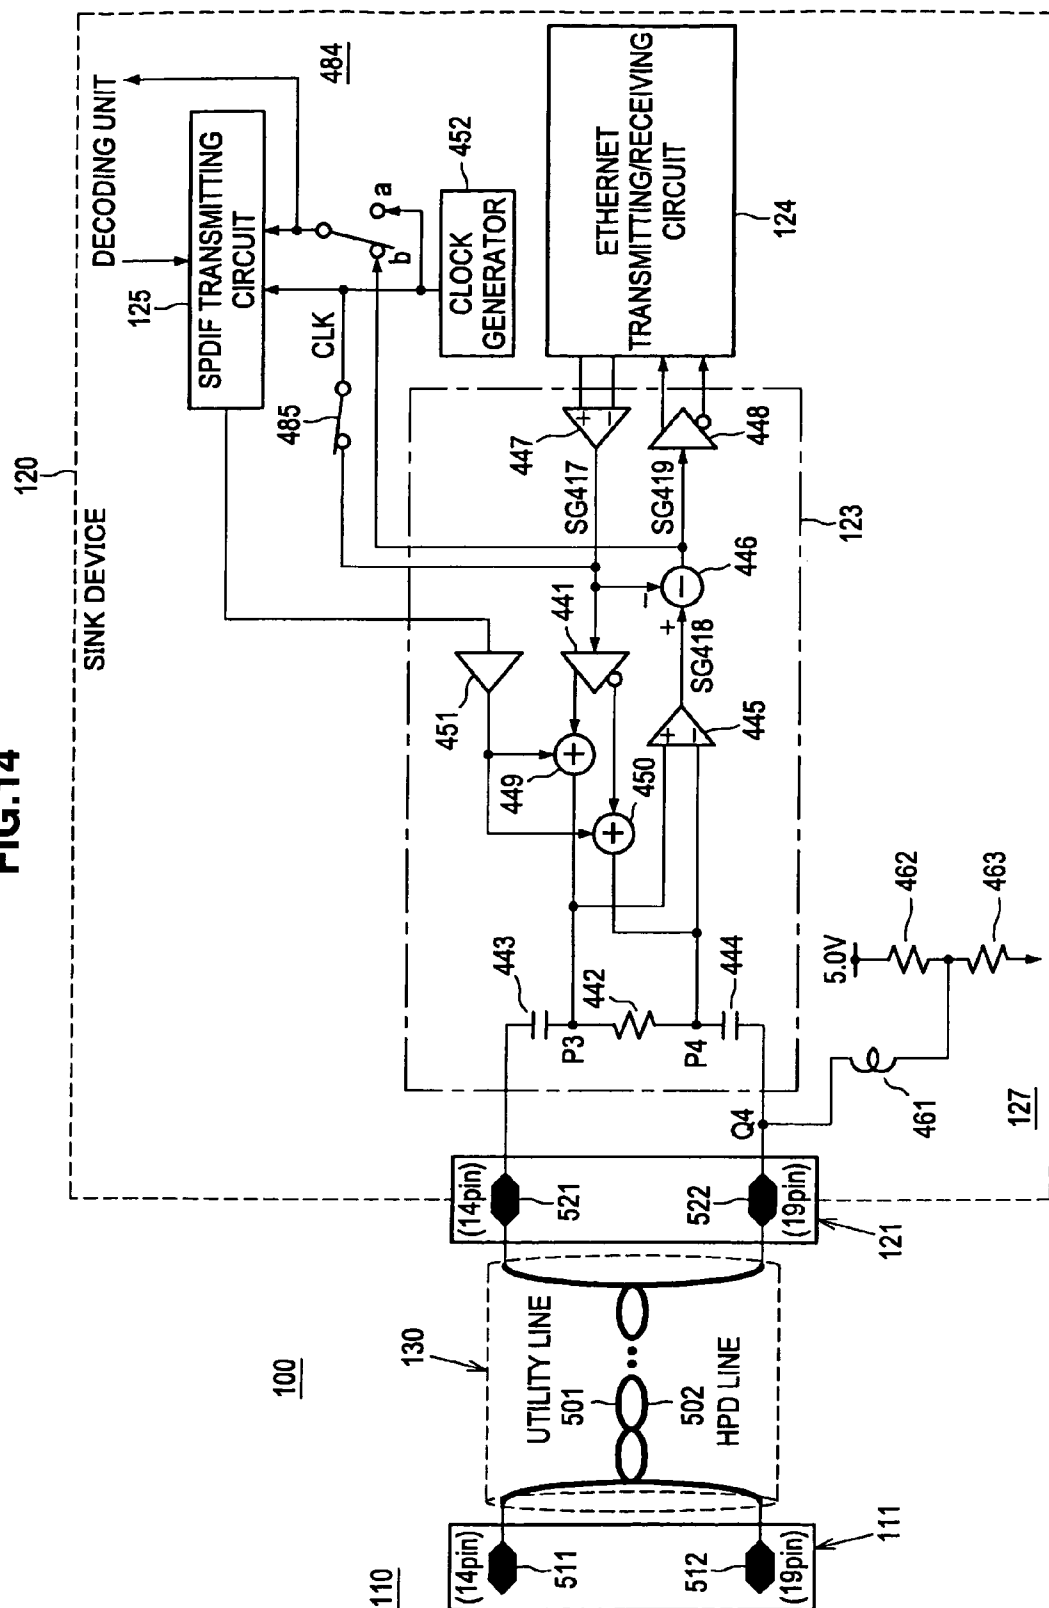 FIG.14
120
SINK DEVICE
DECODING UNIT
125
SPDIF TRANSMITTING
CIRCUIT
484
485
CLK
a
b
452
CLOCK
GENERATOR
ETHERNET
TRANSMITTING/RECEIVING
CIRCUIT
124
447
+
−
SG417
448
SG419
123
446
−
−
+
SG418
441
451
449
+
450
+
445
+
−
443
442
444
P3
P4
Q4
5.0V
462
463
461
127
(14pin)
521
522
(19pin)
121
100
130
UTILITY LINE
501
502
HPD LINE
110
(14pin)
511
512
(19pin)
111